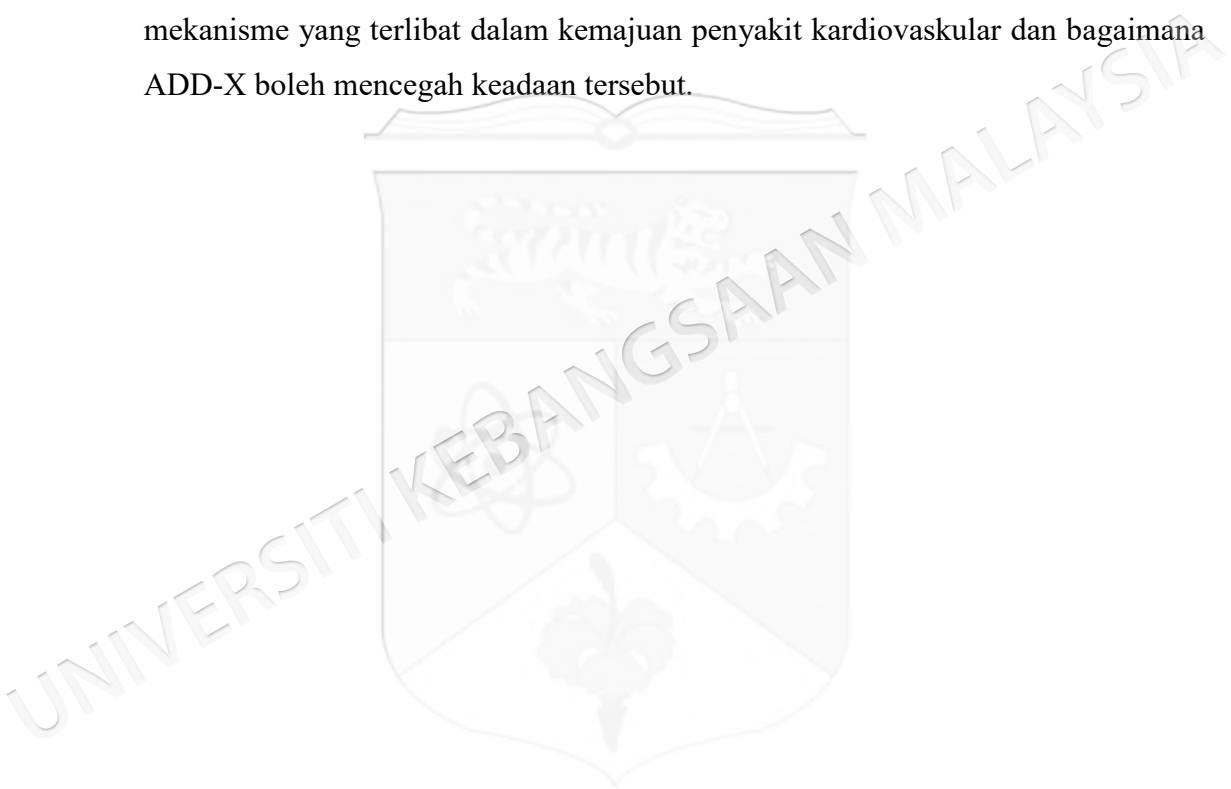 mekanisme yang terlibat dalam kemajuan penyakit kardiovaskular dan bagaimana
ADD-X boleh mencegah keadaan tersebut.
UNIVERSITI KEBANGSAAN MALAYSIA